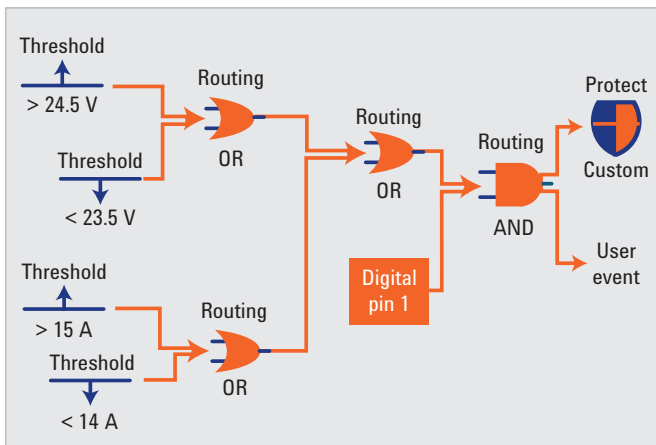 Threshold
> 24.5 V
Threshold
< 23.5 V
Routing
OR
Threshold
> 15 A
Threshold
< 14 A
Routing
OR
Routing
OR
Digital
pin 1
Routing
AND
Protect
Custom
User
event